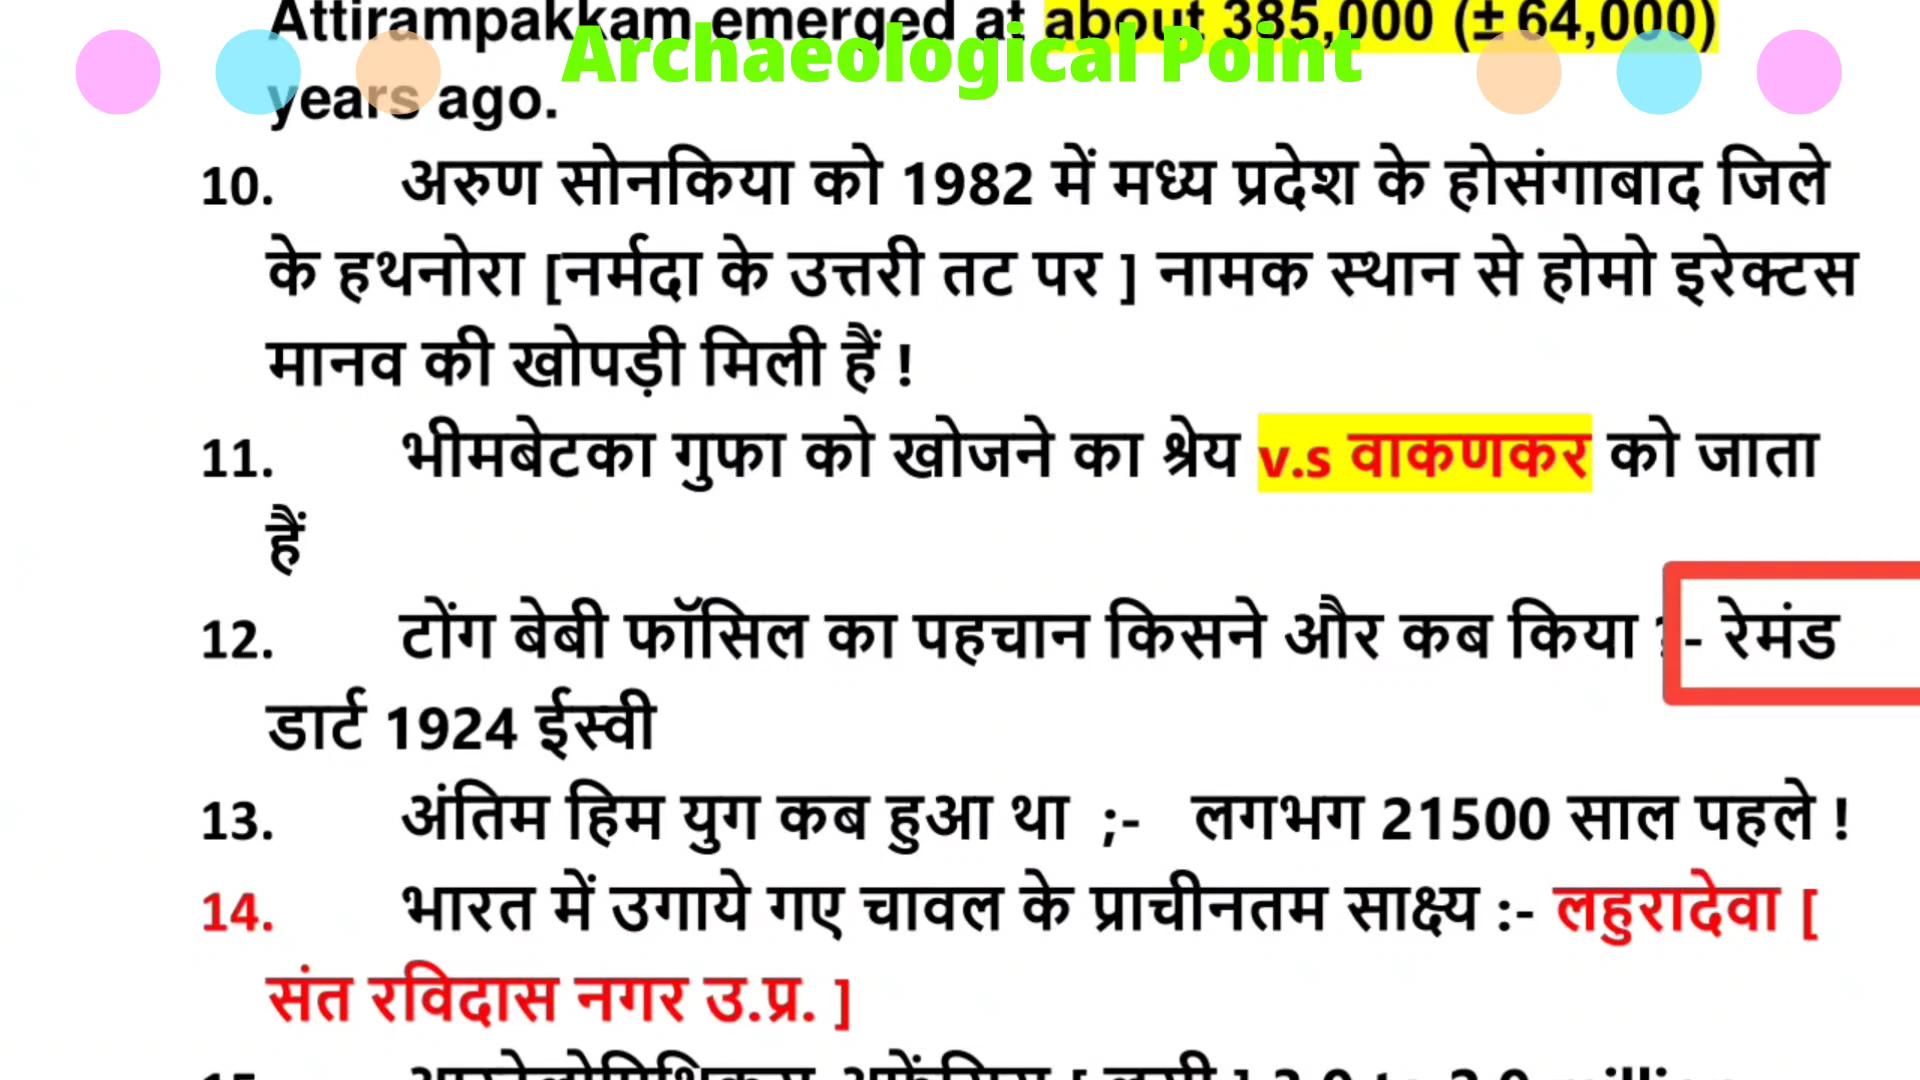 Attirampakkam emerged at about 385,000 (± 64,000)
Archaeological Point
years ago.
10. अरुण सोनकिया को 1982 में मध्य प्रदेश के होसंगाबाद जिले
के हथनोरा [नर्मदा के उत्तरी तट पर ] नामक स्थान से होमो इरेक्टस
मानव की खोपड़ी मिली हैं !
11. भीमबेटका गुफा को खोजने का श्रेय v.s वाकणकर को जाता
हैं
12. टोंग बेबी फॉसिल का पहचान किसने और कब किया ?- रेमंड
डार्ट 1924 ईस्वी
13. अंतिम हिम युग कब हुआ था ;- लगभग 21500 साल पहले !
14. भारत में उगाये गए चावल के प्राचीनतम साक्ष्य :- लहुरादेवा [
संत रविदास नगर उ.प्र. ]